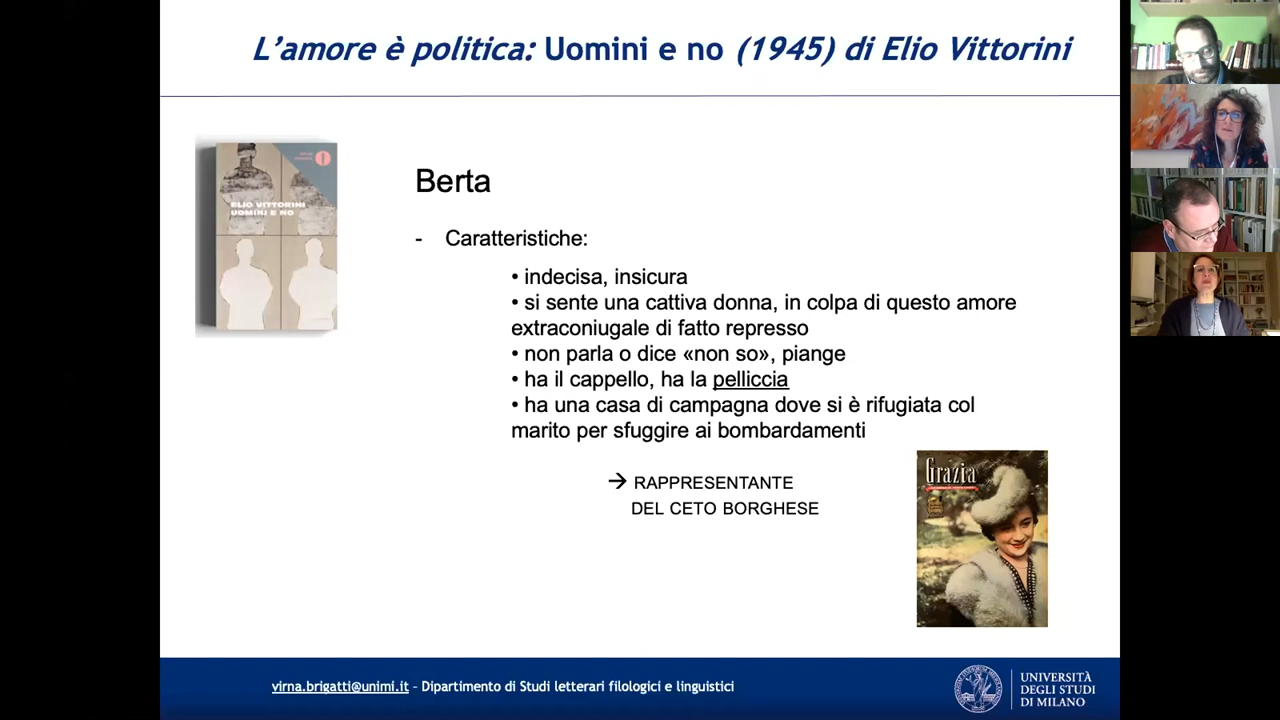 L'amore è politica: Uomini e no (1945) di Elio Vittorini
ELIO VITTORINI
UOMINI E NO
Berta
- Caratteristiche:
• indecisa, insicura
• si sente una cattiva donna, in colpa di questo amore
extraconiugale di fatto represso
• non parla o dice «non so», piange
• ha il cappello, ha la pelliccia
• ha una casa di campagna dove si è rifugiata col
marito per sfuggire ai bombardamenti
→ RAPPRESENTANTE
DEL CETO BORGHESE
Grazia
virna.brigatti@unimi.it – Dipartimento di Studi letterari filologici e linguistici
UNIVERSITÀ
DEGLI STUDI
DI MILANO